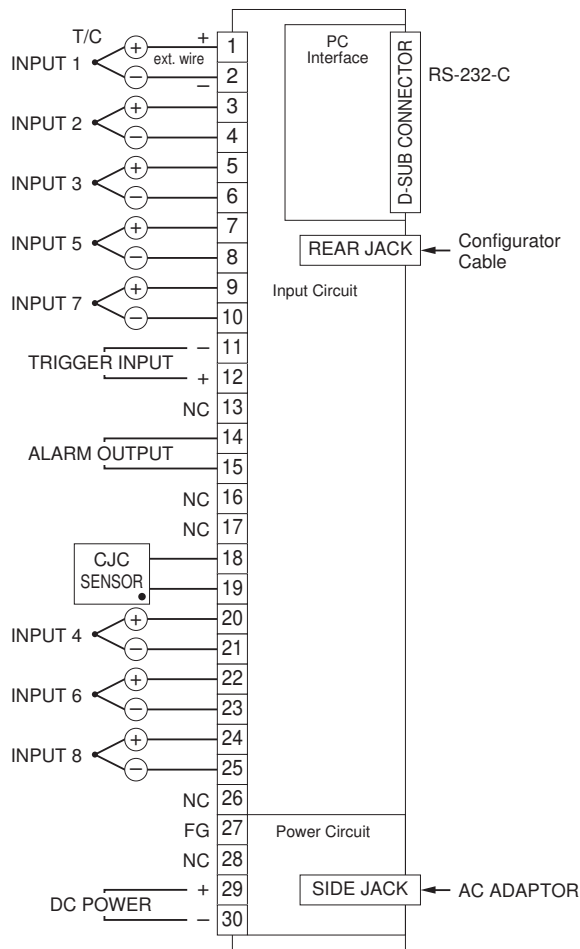 T/C
INPUT 1
+ + 1
ext. wire
− 2
−
INPUT 2
+ 3
− 4
INPUT 3
+ 5
− 6
INPUT 5
+ 7
− 8
INPUT 7
+ 9
− 10
TRIGGER INPUT
− 11
+ 12
NC 13
ALARM OUTPUT
14
15
NC 16
NC 17
CJC
SENSOR
18
19
INPUT 4
+ 20
− 21
INPUT 6
+ 22
− 23
INPUT 8
+ 24
− 25
NC 26
FG 27
NC 28
DC POWER
+ 29
− 30
PC
Interface
D-SUB CONNECTOR
RS-232-C
REAR JACK
Configurator
Cable
Input Circuit
Power Circuit
SIDE JACK
AC ADAPTOR